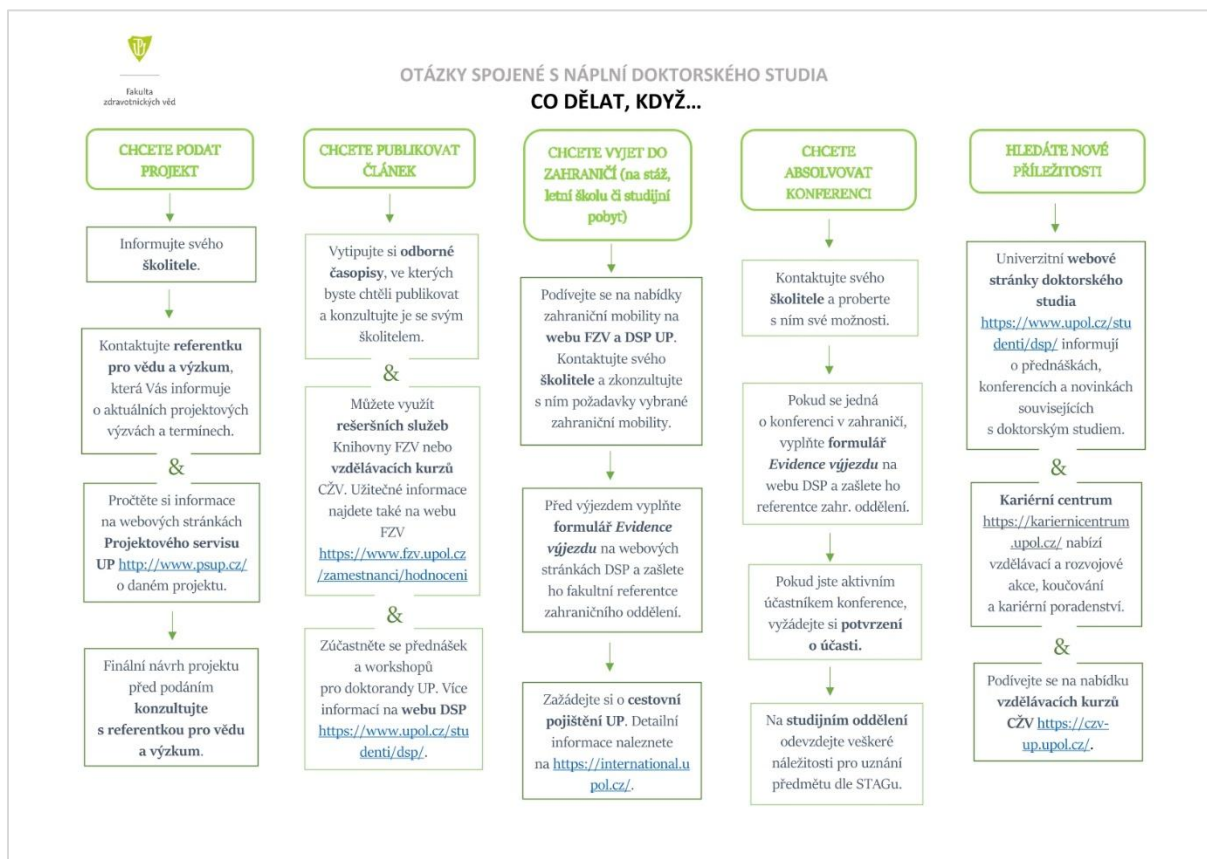 Fakulta
zdravotnických věd
OTÁZKY SPOJENÉ S NÁPLNÍ DOKTORSKÉHO STUDIA
CO DĚLAT, KDYŽ…
CHCETE PODAT
PROJEKT
Informujte svého
školitele.
Kontaktujte referentku
pro vědu a výzkum,
která Vás informuje
o aktuálních projektových
výzvách a termínech.
&
Pročtěte si informace
na webových stránkách
Projektového servisu
UP http://www.psup.cz/
o daném projektu.
Finální návrh projektu
před podáním
konzultujte
s referentkou pro vědu
a výzkum.
CHCETE PUBLIKOVAT
ČLÁNEK
Vytipujte si odborné
časopisy, ve kterých
byste chtěli publikovat
a konzultujte je se svým
školitelem.
&
Můžete využít
rešeršních služeb
Knihovny FZV nebo
vzdělávacích kurzů
CŽV. Užitečné informace
najdete také na webu
FZV
https://www.fzv.upol.cz
/zamestnanci/hodnoceni
&
Zúčastněte se přednášek
a workshopů
pro doktorandy UP. Více
informací na webu DSP
https://www.upol.cz/stu
denti/dsp/.
CHCETE VYJET DO
ZAHRANIČÍ (na stáž,
letní školu či studijní
pobyt)
Podívejte se na nabídky
zahraniční mobility na
webu FZV a DSP UP.
Kontaktujte svého
školitele a zkonzultujte
s ním požadavky vybrané
zahraniční mobility.
Před výjezdem vyplňte
formulář Evidence
výjezdu na webových
stránkách DSP a zašlete
ho fakultní referentce
zahraničního oddělení.
Zažádejte si o cestovní
pojištění UP. Detailní
informace naleznete
na https://international.u
pol.cz/.
CHCETE
ABSOLVOVAT
KONFERENCI
Kontaktujte svého
školitele a proberte
s ním své možnosti.
Pokud se jedná
o konferenci v zahraničí,
vyplňte formulář
Evidence výjezdu na
webu DSP a zašlete ho
referentce zahr. oddělení.
Pokud jste aktivním
účastníkem konference,
vyžádejte si potvrzení
o účasti.
Na studijním oddělení
odevzdejte veškeré
náležitosti pro uznání
předmětu dle STAGu.
HLEDÁTE NOVÉ
PŘÍLEŽITOSTI
Univerzitní webové
stránky doktorského
studia
https://www.upol.cz/stu
denti/dsp/ informují
o přednáškách,
konferencích a novinkách
souvisejících
s doktorským studiem.
&
Kariérní centrum
https://kariernicentrum
.upol.cz/ nabízí
vzdělávací a rozvojové
akce, koučování
a kariérní poradenství.
&
Podívejte se na nabídku
vzdělávacích kurzů
CŽV https://czv-
up.upol.cz/.